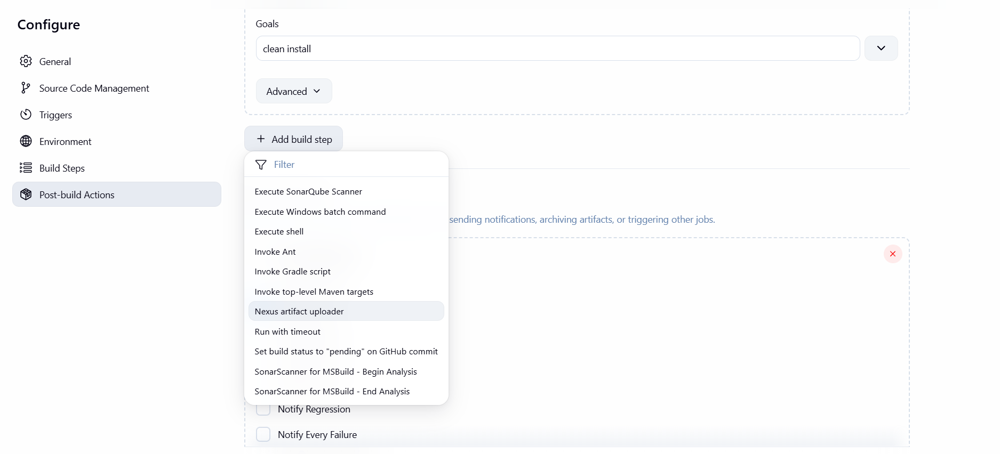 Configure
General
Source Code Management
Triggers
Environment
Build Steps
Post-build Actions
Goals
clean install
Advanced
Add build step
Filter
Execute SonarQube Scanner
Execute Windows batch command
Execute shell
Invoke Ant
Invoke Gradle script
Invoke top-level Maven targets
Nexus artifact uploader
Run with timeout
Set build status to "pending" on GitHub commit
SonarScanner for MSBuild - Begin Analysis
SonarScanner for MSBuild - End Analysis
sending notifications, archiving artifacts, or triggering other jobs.
Notify Regression
Notify Every Failure